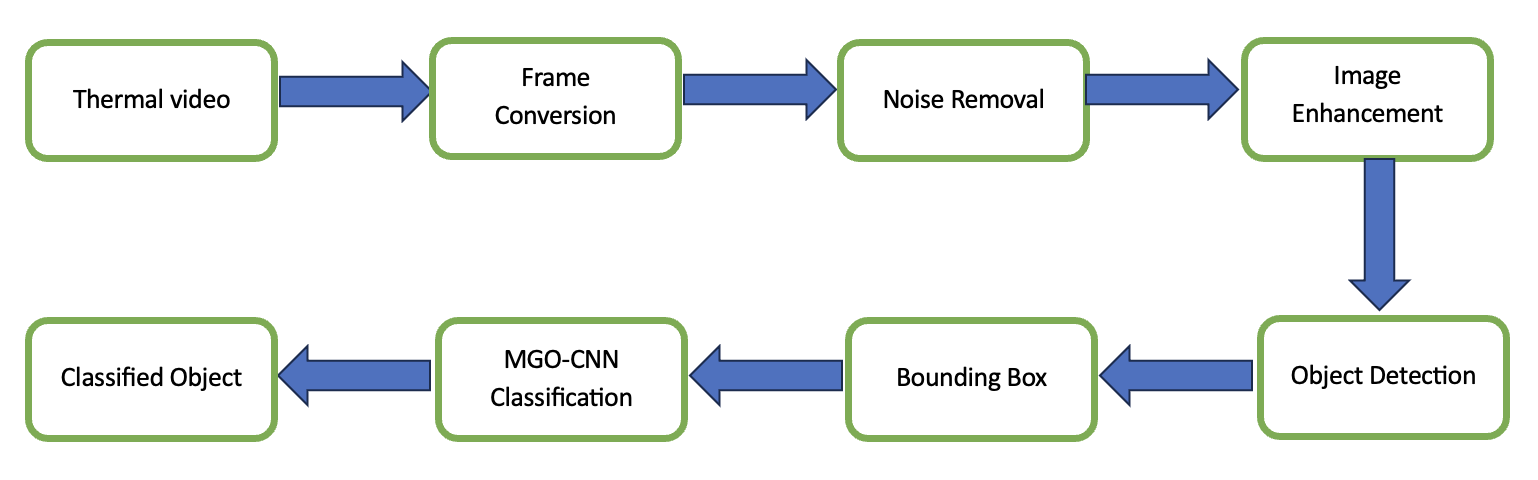 Thermal video
Frame
Conversion
Noise Removal
Image
Enhancement
Object Detection
Bounding Box
MGO-CNN
Classification
Classified Object